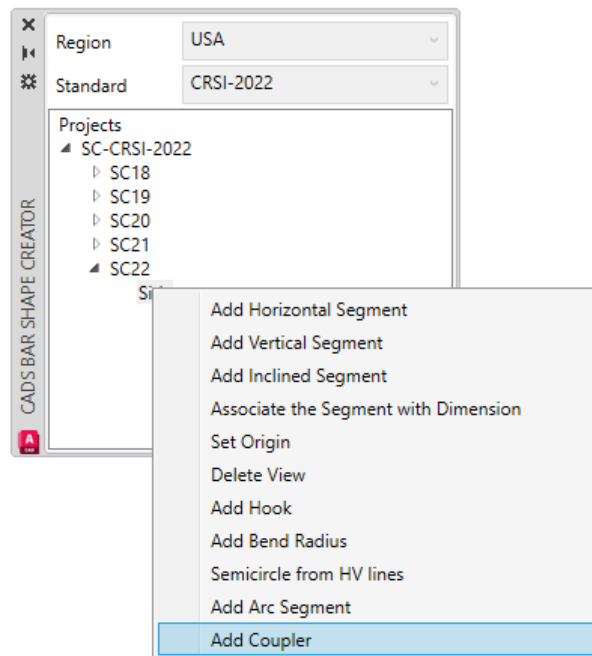 Region
USA
Standard
CRSI-2022
Projects
SC-CRSI-2022
SC18
SC19
SC20
SC21
SC22
Add Horizontal Segment
Add Vertical Segment
Add Inclined Segment
Associate the Segment with Dimension
Set Origin
Delete View
Add Hook
Add Bend Radius
Semicircle from HV lines
Add Arc Segment
Add Coupler
CADS BAR SHAPE CREATOR
A
CAD